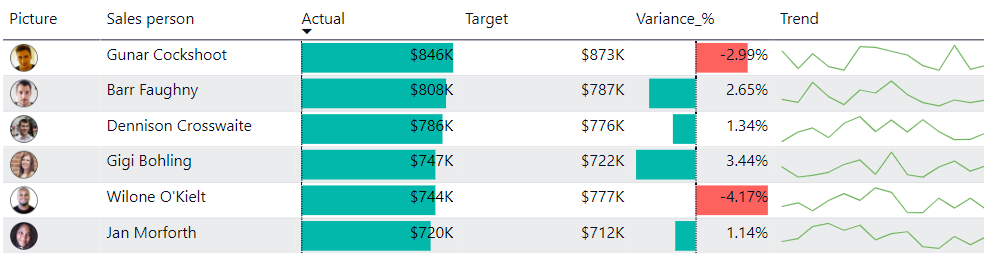 Picture Sales person Actual Target Variance_% Trend
Gunar Cockshoot $846K $873K -2.99%
Barr Faughny $808K $787K 2.65%
Dennison Crosswaite $786K $776K 1.34%
Gigi Bohling $747K $722K 3.44%
Wilone O'Kielt $744K $777K -4.17%
Jan Morforth $720K $712K 1.14%